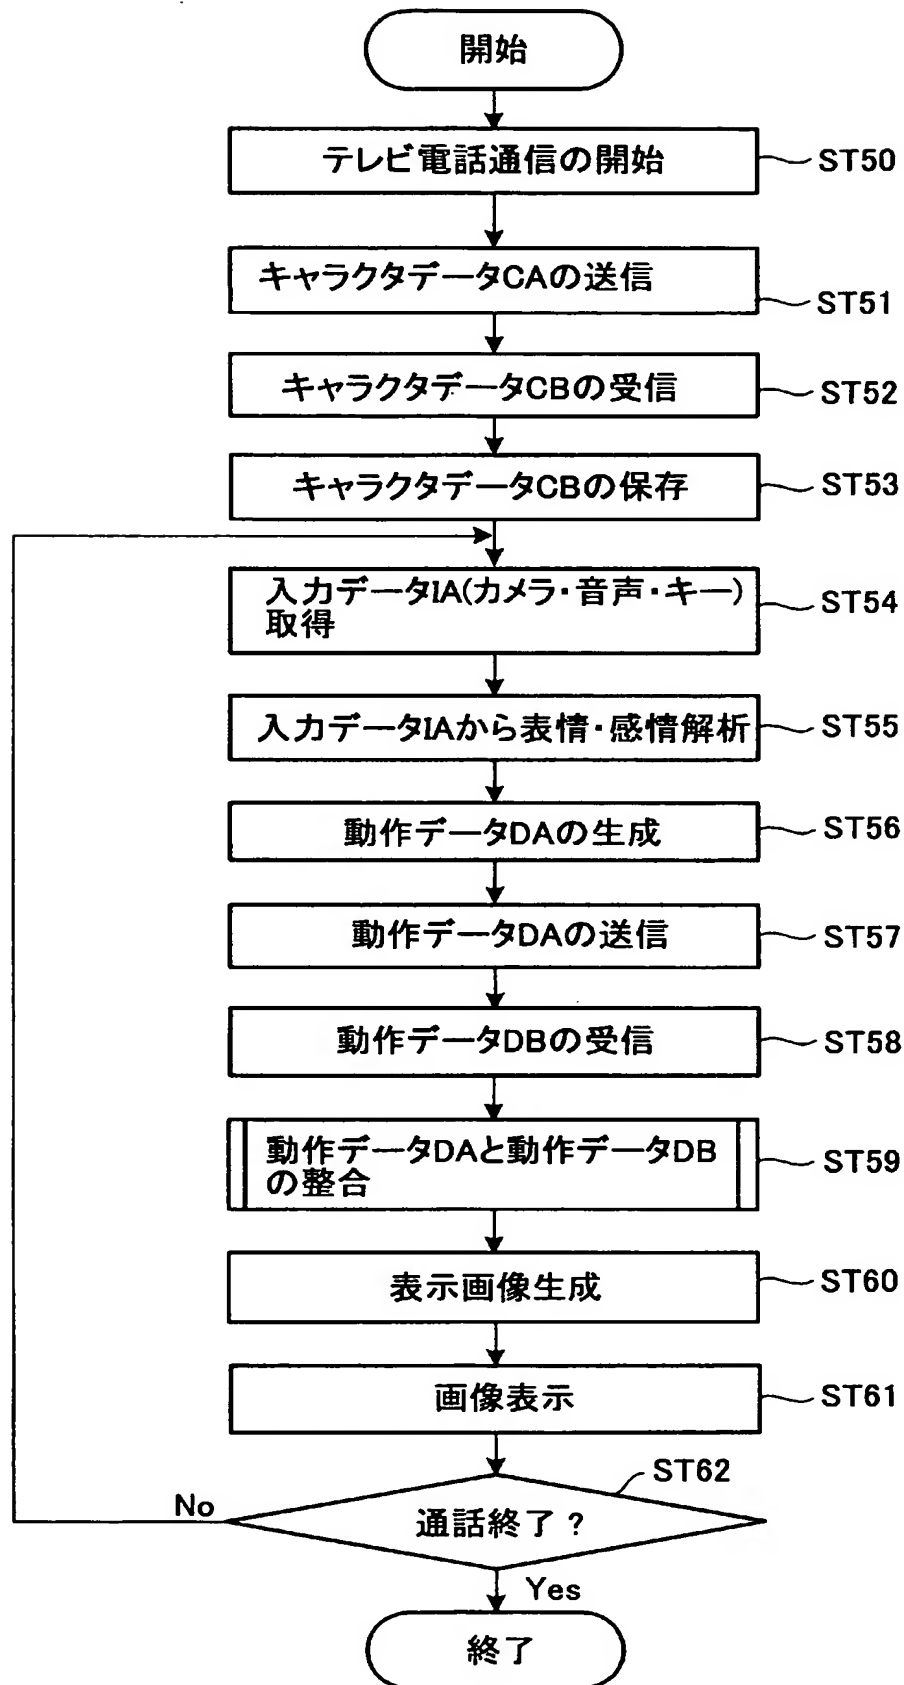 開始
テレビ電話通信の開始
ST50
キャラクタデータCAの送信
ST51
キャラクタデータCBの受信
ST52
キャラクタデータCBの保存
ST53
入力データIA(カメラ・音声・キー)
取得
ST54
入力データIAから表情・感情解析
ST55
動作データDAの生成
ST56
動作データDAの送信
ST57
動作データDBの受信
ST58
動作データDAと動作データDB
の整合
ST59
表示画像生成
ST60
画像表示
ST61
ST62
No
通話終了?
Yes
終了